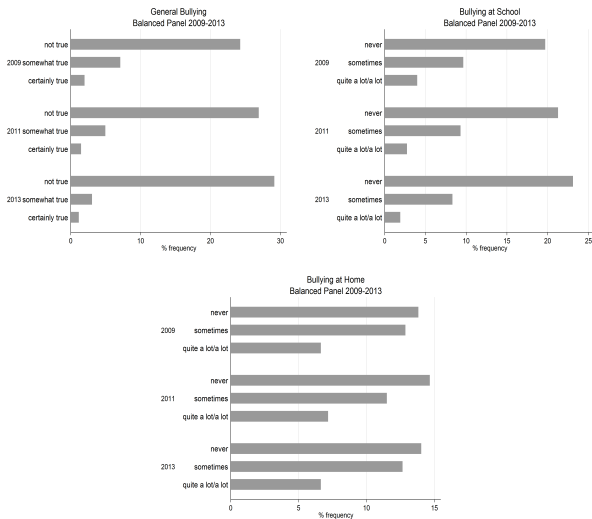 General Bullying
Balanced Panel 2009-2013
not true
2009 somewhat true
certainly true
not true
2011 somewhat true
certainly true
not true
2013 somewhat true
certainly true
0 10 20 30
% frequency
Bullying at School
Balanced Panel 2009-2013
never
2009 sometimes
quite a lot/a lot
never
2011 sometimes
quite a lot/a lot
never
2013 sometimes
quite a lot/a lot
0 5 10 15 20 25
% frequency
Bullying at Home
Balanced Panel 2009-2013
never
2009 sometimes
quite a lot/a lot
never
2011 sometimes
quite a lot/a lot
never
2013 sometimes
quite a lot/a lot
0 5 10 15
% frequency